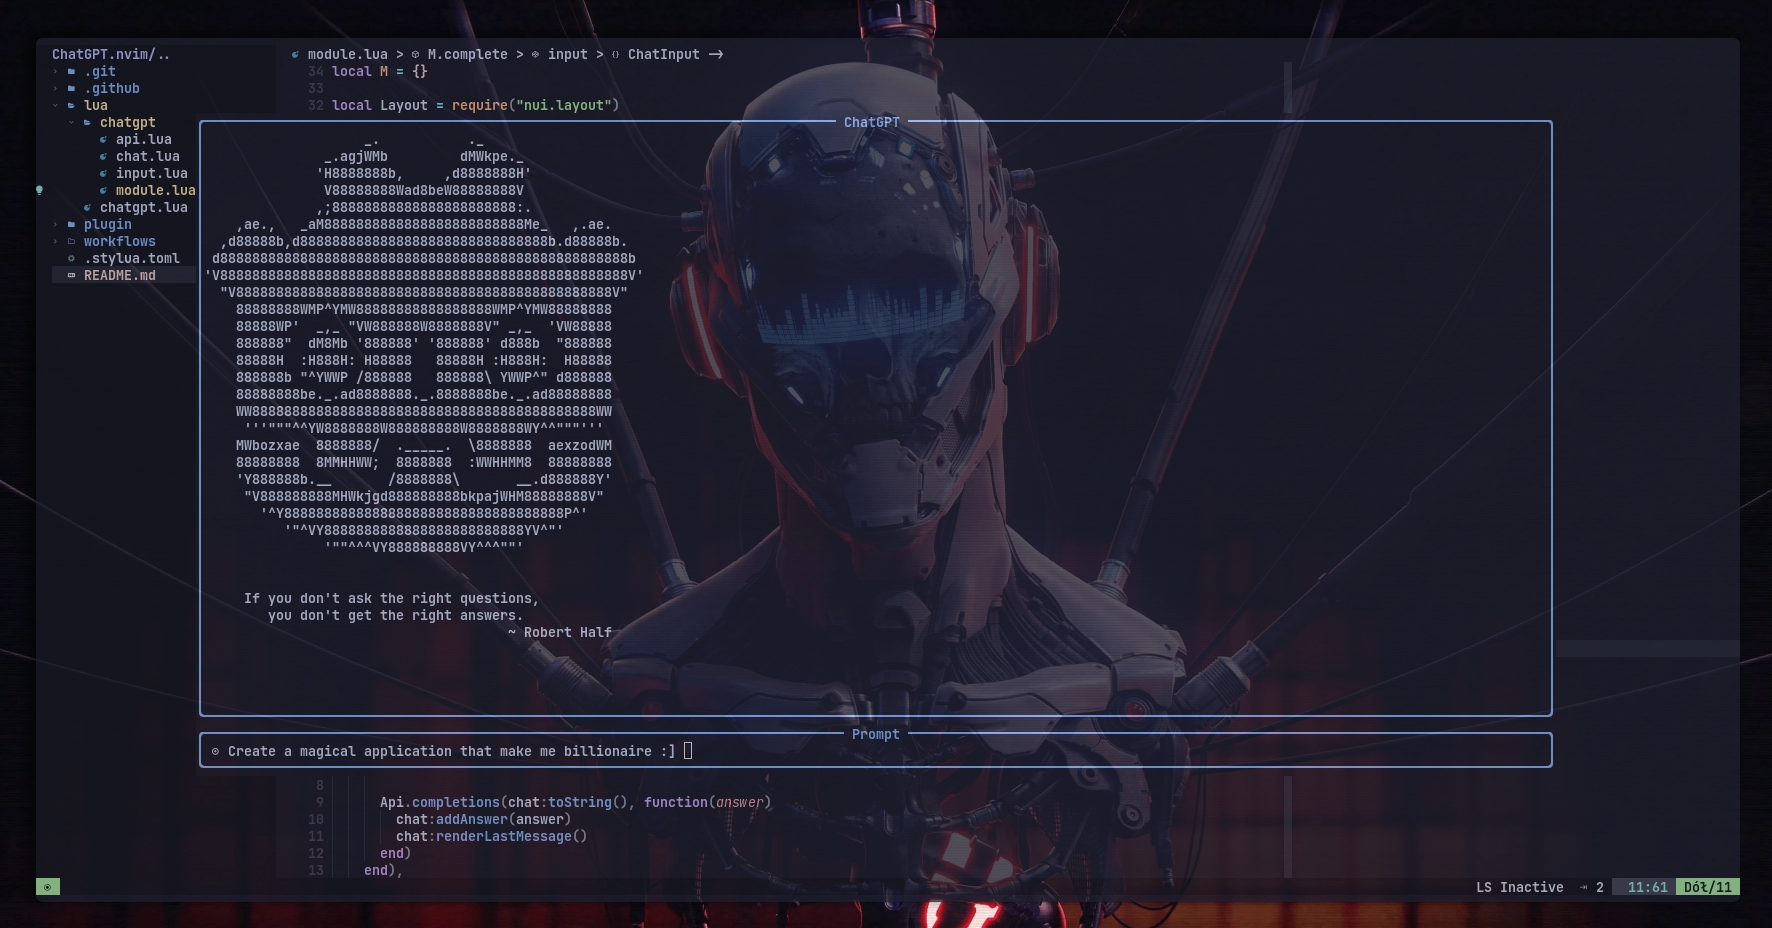 ChatGPT.nvim/..
.git
.github
lua
chatgpt
api.lua
chat.lua
input.lua
module.lua
chatgpt.lua
plugin
workflows
.stylua.toml
README.md
module.lua > M.complete > input > {} ChatInput →
34 local M = {}
33
32 local Layout = require("nui.layout")
ChatGPT
If you don't ask the right questions,
you don't get the right answers.
~ Robert Half
Prompt
Create a magical application that make me billionaire :]
8
9 Api.completions(chat:toString(), function(answer)
10 chat:addAnswer(answer)
11 chat:renderLastMessage()
12 end)
13 end),
LS Inactive ⇥ 2 11:61 Dół/11